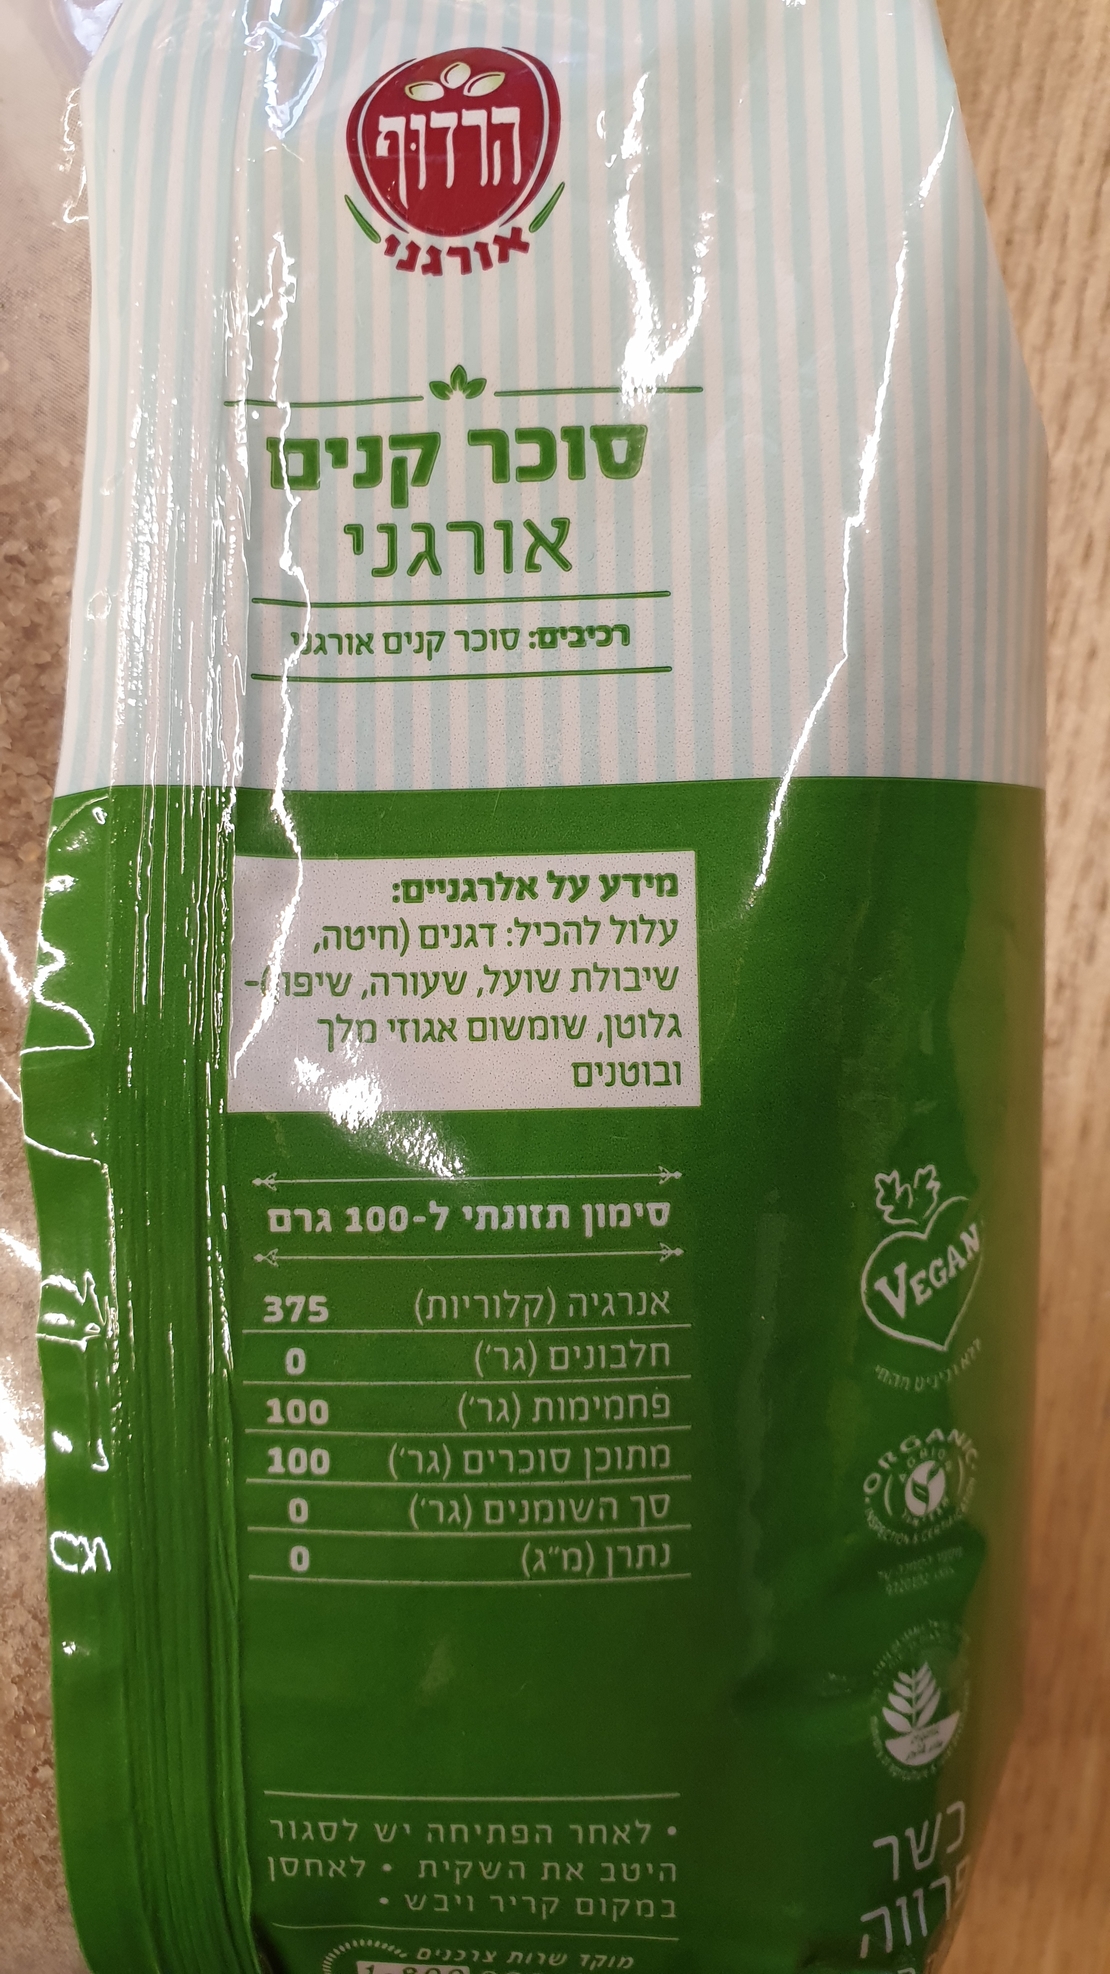 הרדוף
אורגני
סוכר קנים
אורגני
רכיבים: סוכר קנים אורגני
מידע על אלרגניים:
עלול להכיל: דגנים (חיטה,
שיבולת שועל, שעורה, שיפון)-
גלוטן, שומשום אגוזי מלך
ובוטנים
סימון תזונתי ל-100 גרם
אנרגיה (קלוריות) 375
חלבונים (גר׳) 0
פחמימות (גר׳) 100
מתוכן סוכרים (גר׳) 100
סך השומנים (גר׳) 0
נתרן (מ״ג) 0
• לאחר הפתיחה יש לסגור
היטב את השקית • לאחסן
במקום קריר ויבש •
מוקד שרות צרכנים
VEGAN
ORGANIC
AGRIOR
כשר
פרווה